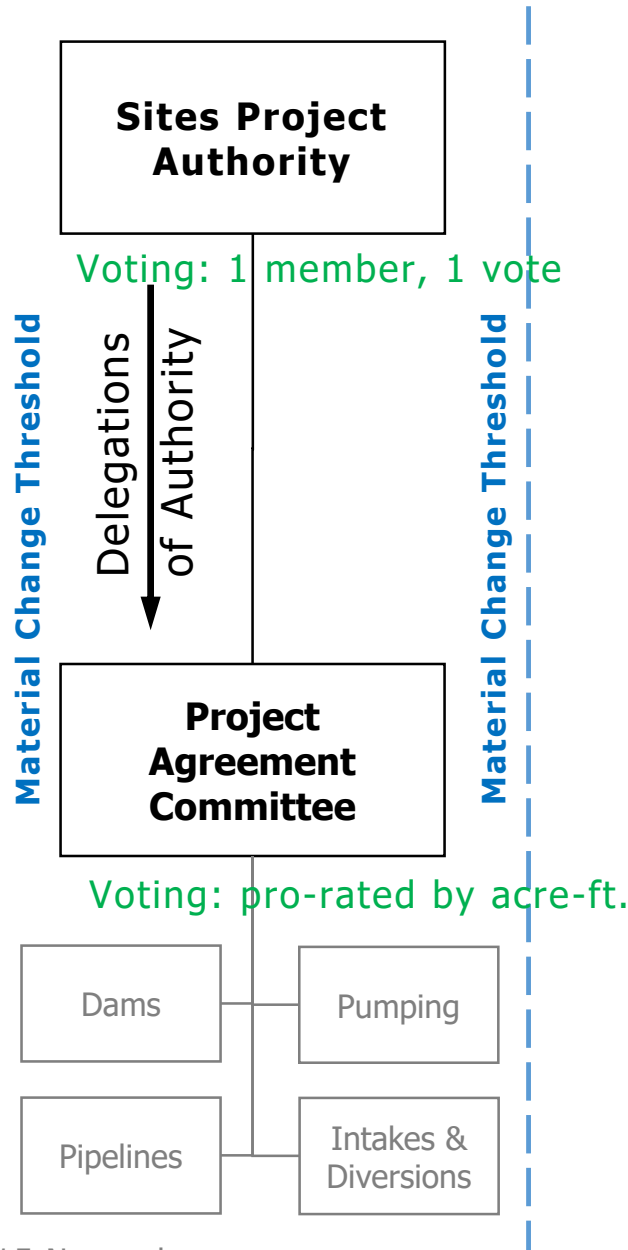 Sites Project
Authority
Voting: 1 member, 1 vote
Material Change Threshold
Delegations
of Authority
Material Change Threshold
Project
Agreement
Committee
Voting: pro-rated by acre-ft.
Dams
Pumping
Pipelines
Intakes &
Diversions